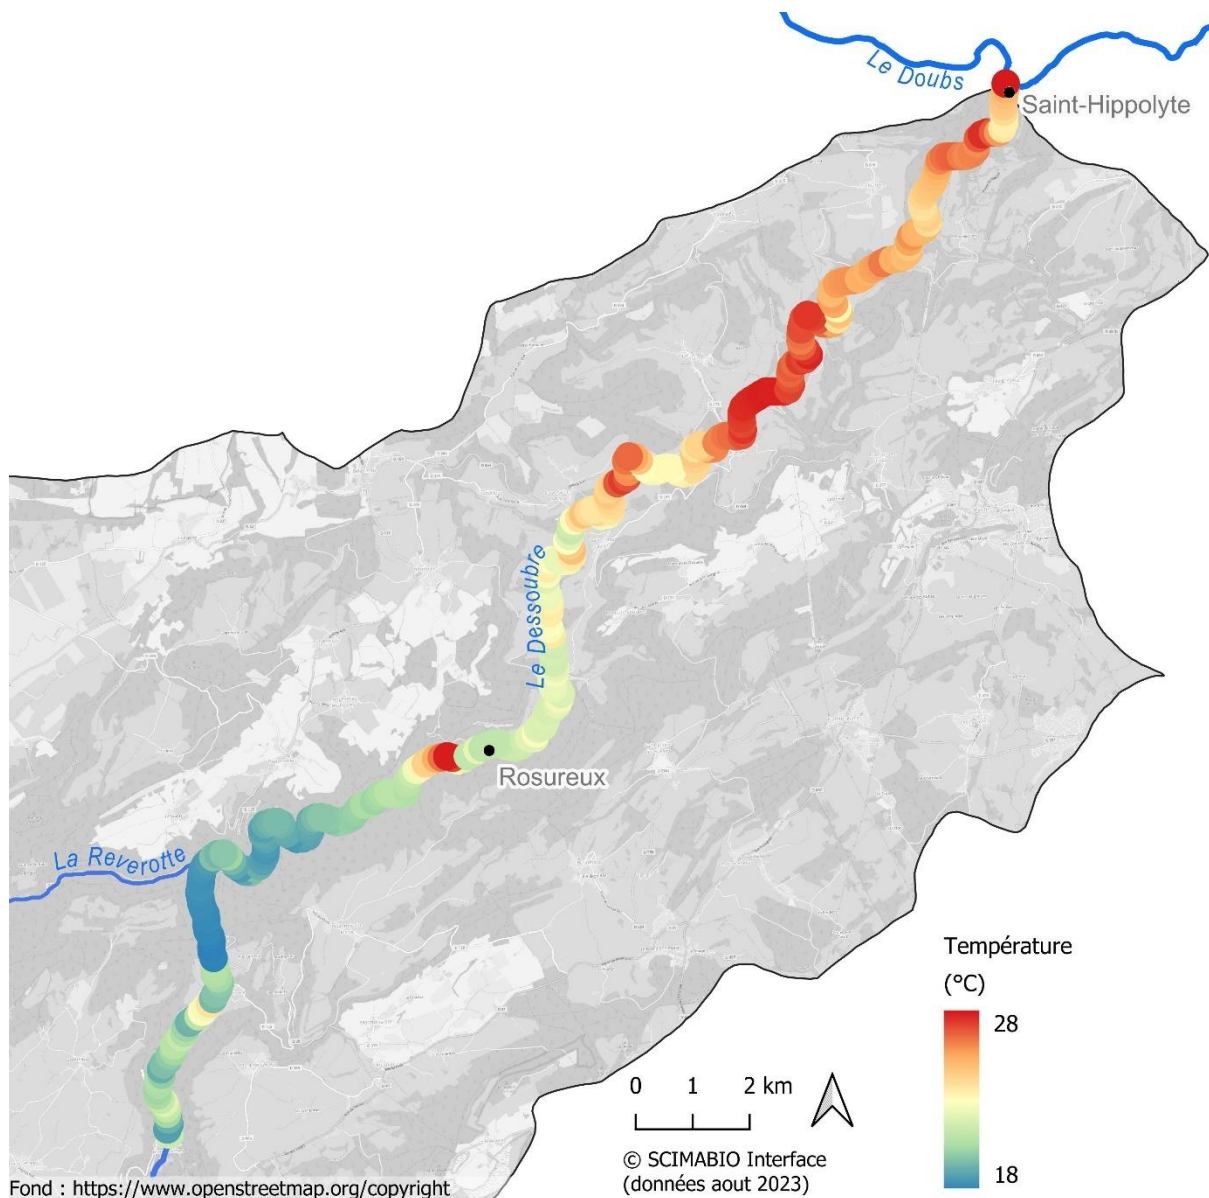 Le Doubs
Saint-Hippolyte
Le Dessoubre
Rosureux
La Reverotte
Température
(°C)
28
18
0 1 2 km
© SCIMABIO Interface
(données aout 2023)
Fond : https://www.openstreetmap.org/copyright